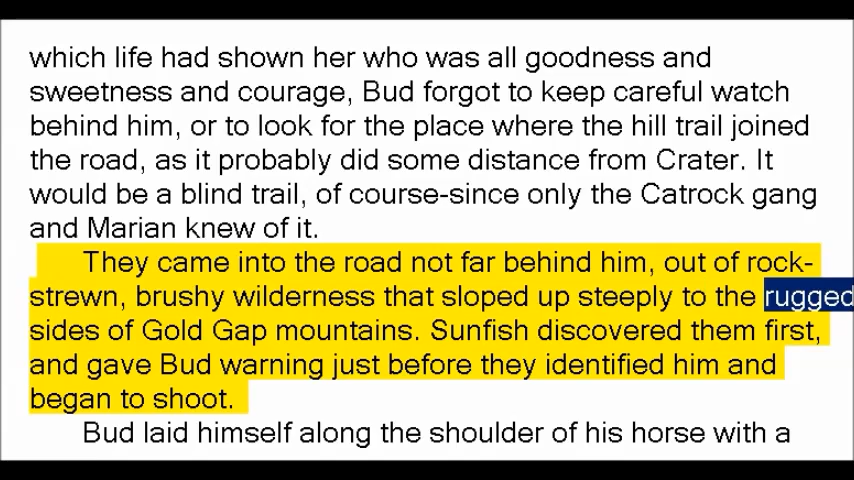 which life had shown her who was all goodness and
sweetness and courage, Bud forgot to keep careful watch
behind him, or to look for the place where the hill trail joined
the road, as it probably did some distance from Crater. It
would be a blind trail, of course-since only the Catrock gang
and Marian knew of it.
They came into the road not far behind him, out of rock-
strewn, brushy wilderness that sloped up steeply to the rugged
sides of Gold Gap mountains. Sunfish discovered them first,
and gave Bud warning just before they identified him and
began to shoot.
Bud laid himself along the shoulder of his horse with a